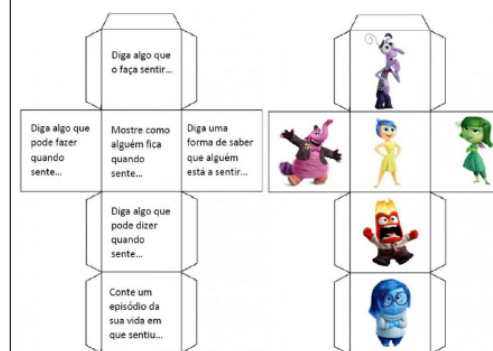 Diga algo que
o faça sentir...
Diga algo que
pode fazer
quando
sente...
Mostre como
alguém fica
quando
sente...
Diga uma
forma de saber
que alguém
está a sentir...
Diga algo que
pode dizer
quando
sente...
Conte um
episódio da
sua vida em
que sentiu...